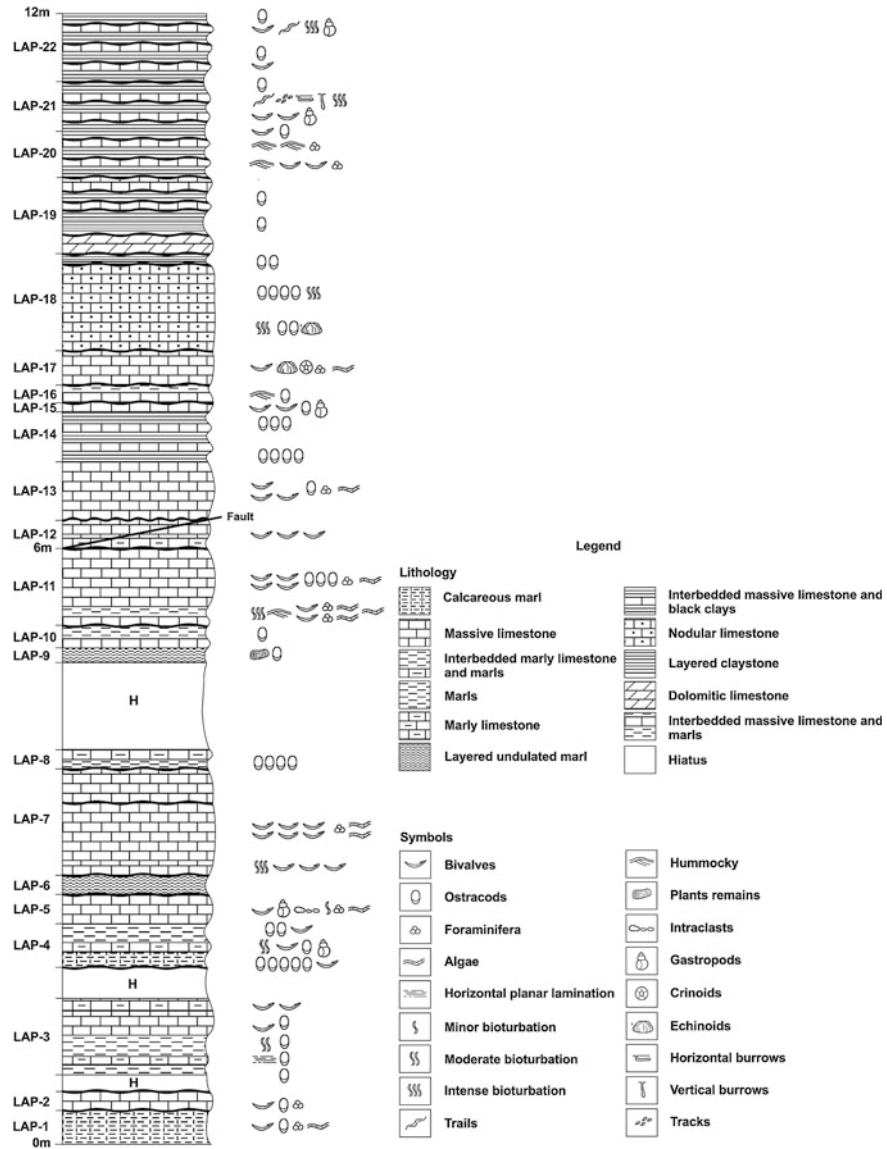 12m
LAP-22
LAP-21
LAP-20
LAP-19
LAP-18
LAP-17
LAP-16
LAP-15
LAP-14
LAP-13
Fault
LAP-12
6m
LAP-11
LAP-10
LAP-9
H
LAP-8
LAP-7
LAP-6
LAP-5
LAP-4
H
LAP-3
H
LAP-2
LAP-1
0m
Legend
Lithology
Calcareous marl
Massive limestone
Interbedded marly limestone
and marls
Marls
Marly limestone
Layered undulated marl
Interbedded massive limestone and
black clays
Nodular limestone
Layered claystone
Dolomitic limestone
Interbedded massive limestone and
marls
Hiatus
Symbols
Bivalves
Ostracods
Foraminifera
Algae
Horizontal planar lamination
Minor bioturbation
Moderate bioturbation
Intense bioturbation
Trails
Hummocky
Plants remains
Intraclasts
Gastropods
Crinoids
Echinoids
Horizontal burrows
Vertical burrows
Tracks